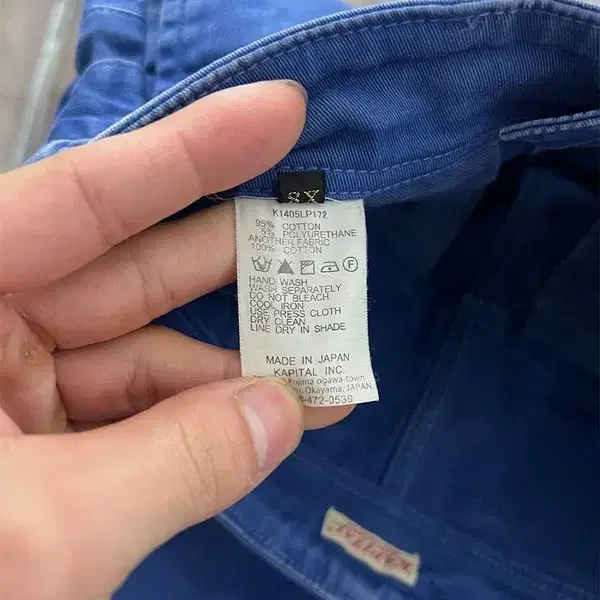 XS
K1405LP172
95% COTTON
5% POLYURETHANE
ANOTHER FABRIC
100% COTTON
F
HAND WASH
WASH SEPARATELY
DO NOT BLEACH
COOL IRON
USE PRESS CLOTH
DRY CLEAN
LINE DRY IN SHADE
MADE IN JAPAN
KAPITAL INC.
Kojima ogawa-town
Okayama, JAPAN
-472-0539
KAPITAL